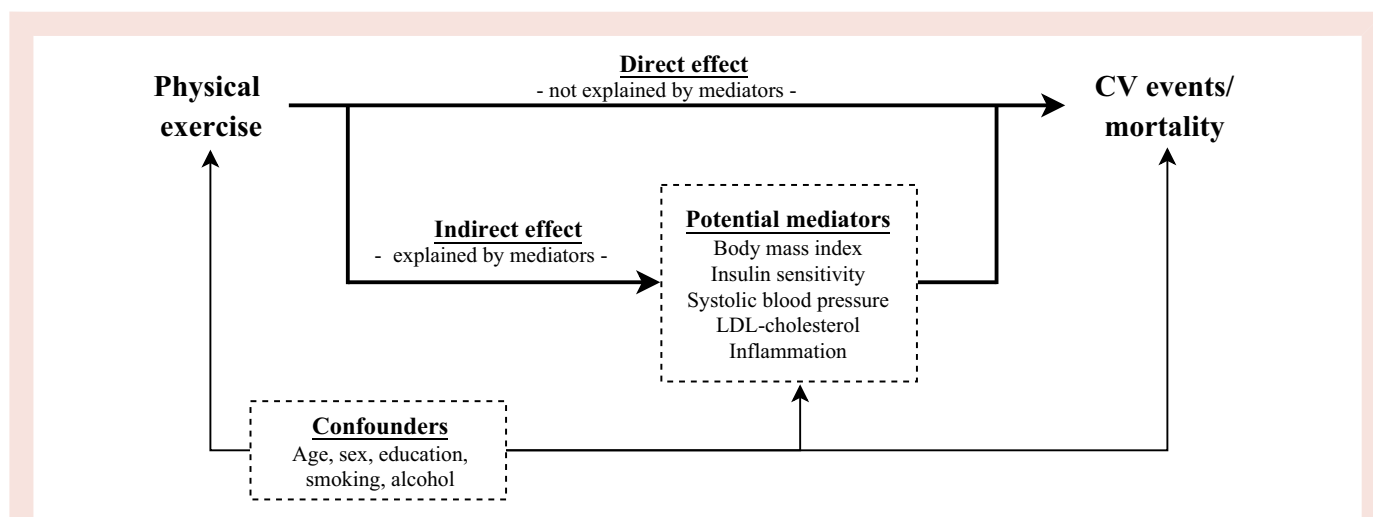 Physical
exercise
Direct effect
- not explained by mediators -
CV events/
mortality
Indirect effect
- explained by mediators -
Potential mediators
Body mass index
Insulin sensitivity
Systolic blood pressure
LDL-cholesterol
Inflammation
Confounders
Age, sex, education,
smoking, alcohol